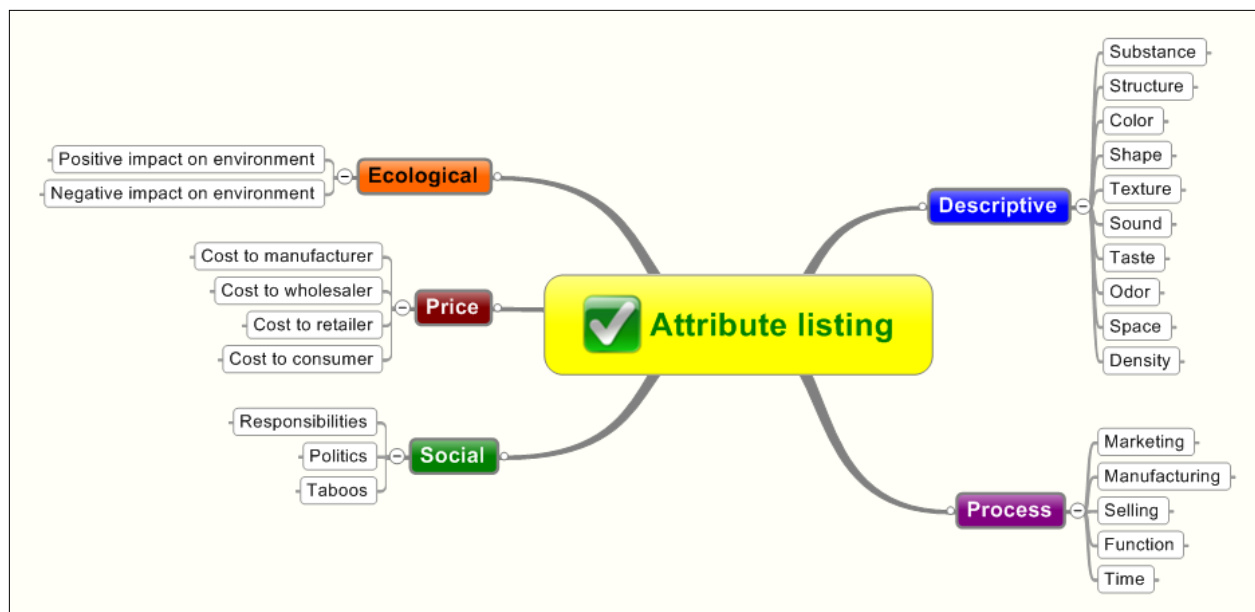 Attribute listing
Descriptive
Substance
Structure
Color
Shape
Texture
Sound
Taste
Odor
Space
Density
Process
Marketing
Manufacturing
Selling
Function
Time
Social
Responsibilities
Politics
Taboos
Price
Cost to manufacturer
Cost to wholesaler
Cost to retailer
Cost to consumer
Ecological
Positive impact on environment
Negative impact on environment